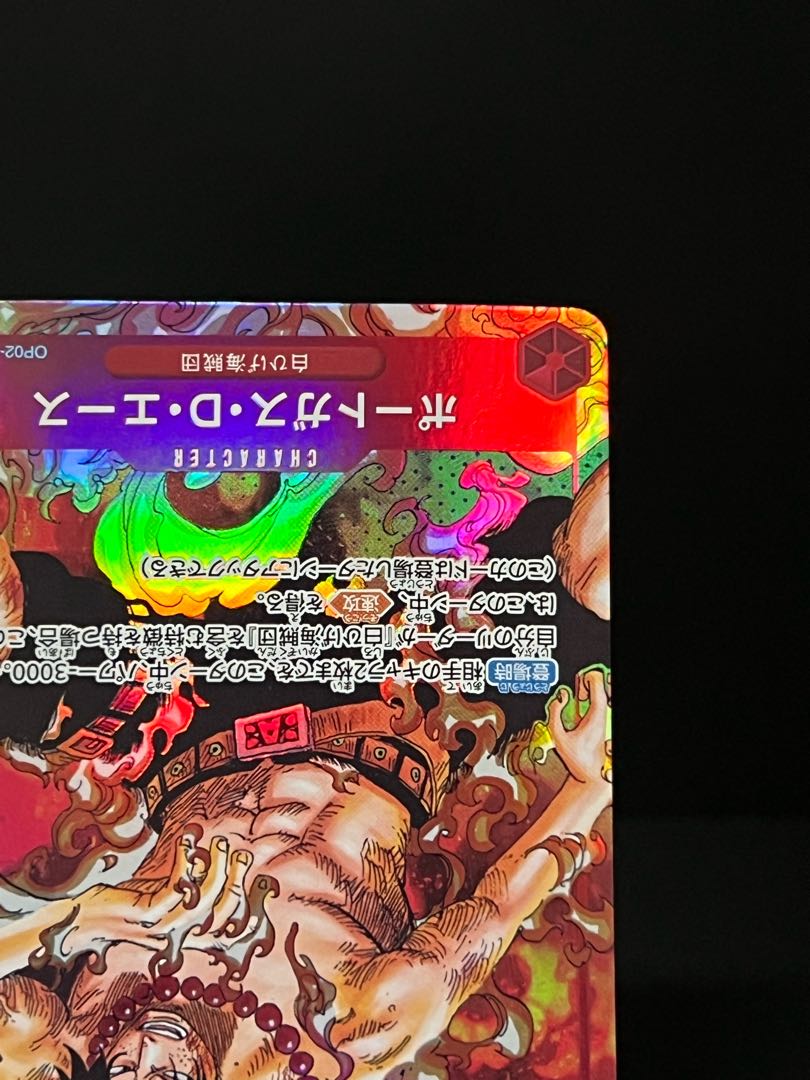 登場時 相手のキャラ2枚までを、このターン中、パワー-3000。
自分のリーダーが『白ひげ海賊団』を含む特徴を持つ場合、この
は、このターン中、速攻を得る。
(このカードは登場したターンにアタックできる)
CHARACTER
ポートガス・D・エース
白ひげ海賊団
OP02-